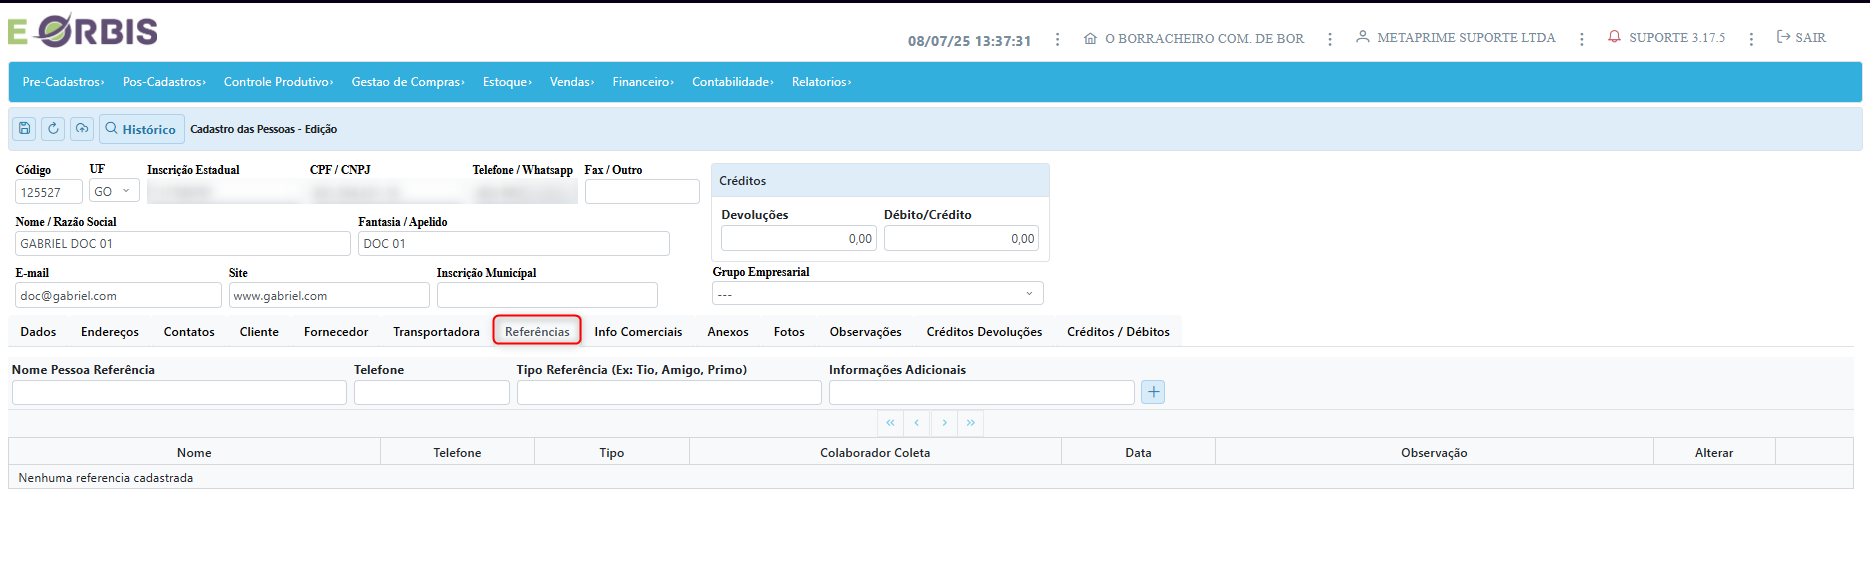 E ORBIS
08/07/25 13:37:31 O BORRACHEIRO COM. DE BOR METAPRIME SUPORTE LTDA SUPORTE 3.17.5 SAIR
Pre-Cadastros› Pos-Cadastros› Controle Produtivo› Gestao de Compras› Estoque› Vendas› Financeiro› Contabilidade› Relatorios›
Histórico Cadastro das Pessoas - Edição
Código UF Inscrição Estadual CPF / CNPJ Telefone / Whatsapp Fax / Outro
125527 GO
Créditos
Nome / Razão Social Fantasia / Apelido
GABRIEL DOC 01 DOC 01
Devoluções Débito/Crédito
0,00 0,00
E-mail Site Inscrição Municípal
doc@gabriel.com www.gabriel.com
Grupo Empresarial
---
Dados Endereços Contatos Cliente Fornecedor Transportadora Referências Info Comerciais Anexos Fotos Observações Créditos Devoluções Créditos / Débitos
Nome Pessoa Referência Telefone Tipo Referência (Ex: Tio, Amigo, Primo) Informações Adicionais
+
« ‹ › »
Nome Telefone Tipo Colaborador Coleta Data Observação Alterar
Nenhuma referencia cadastrada